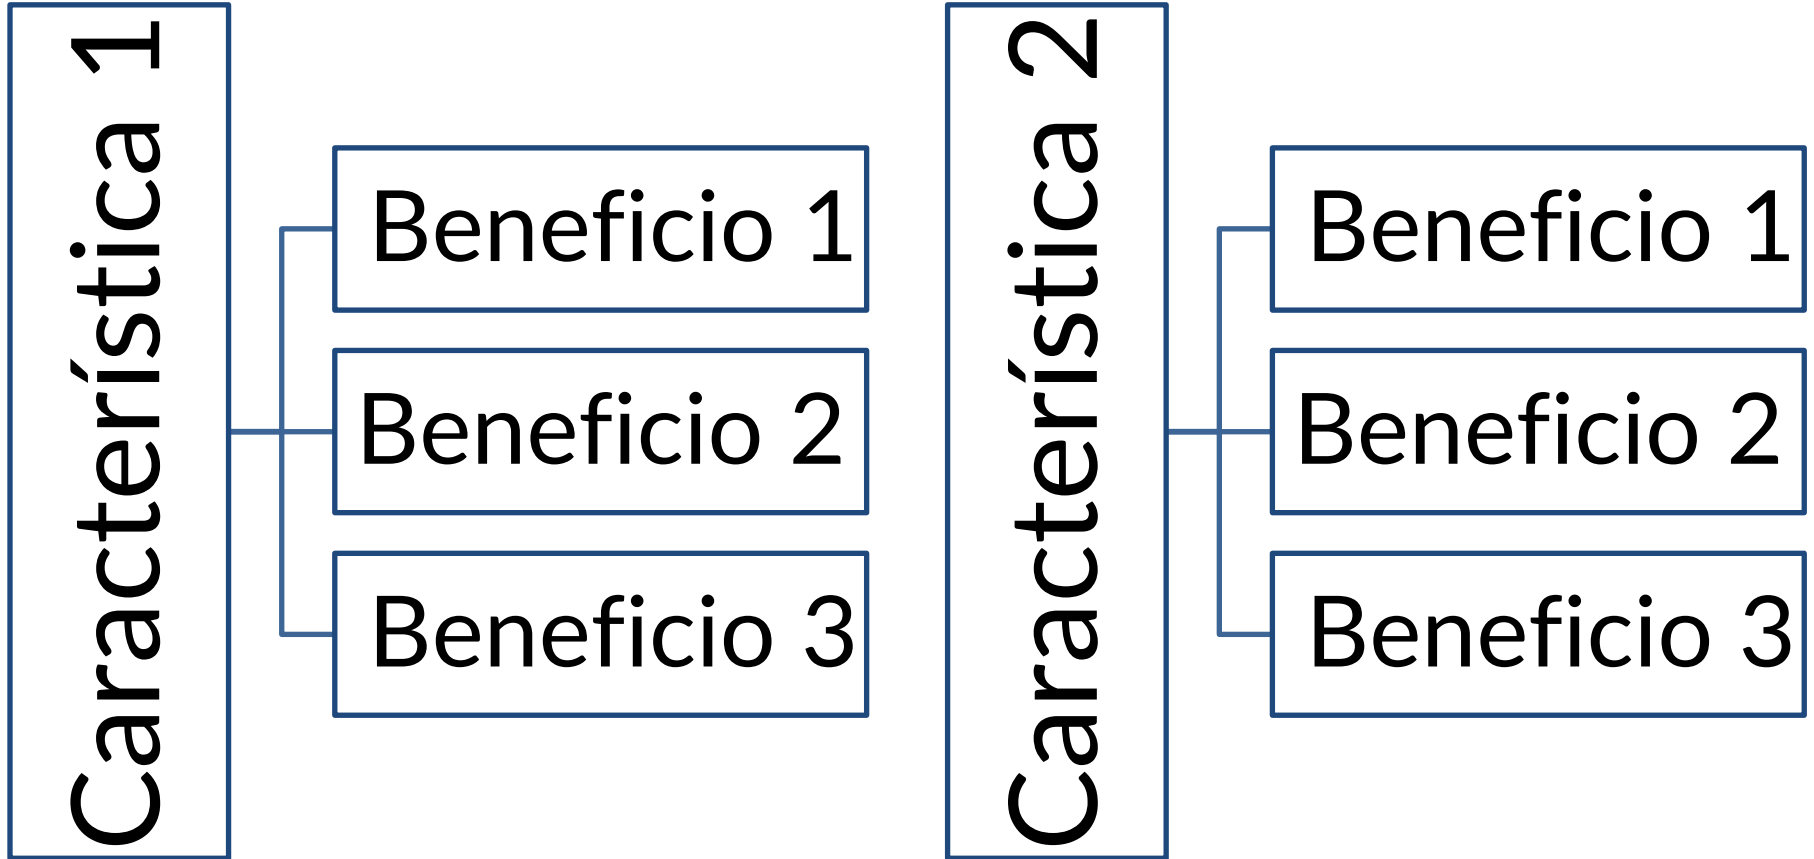 Característica 1
Beneficio 1
Beneficio 2
Beneficio 3
Característica 2
Beneficio 1
Beneficio 2
Beneficio 3